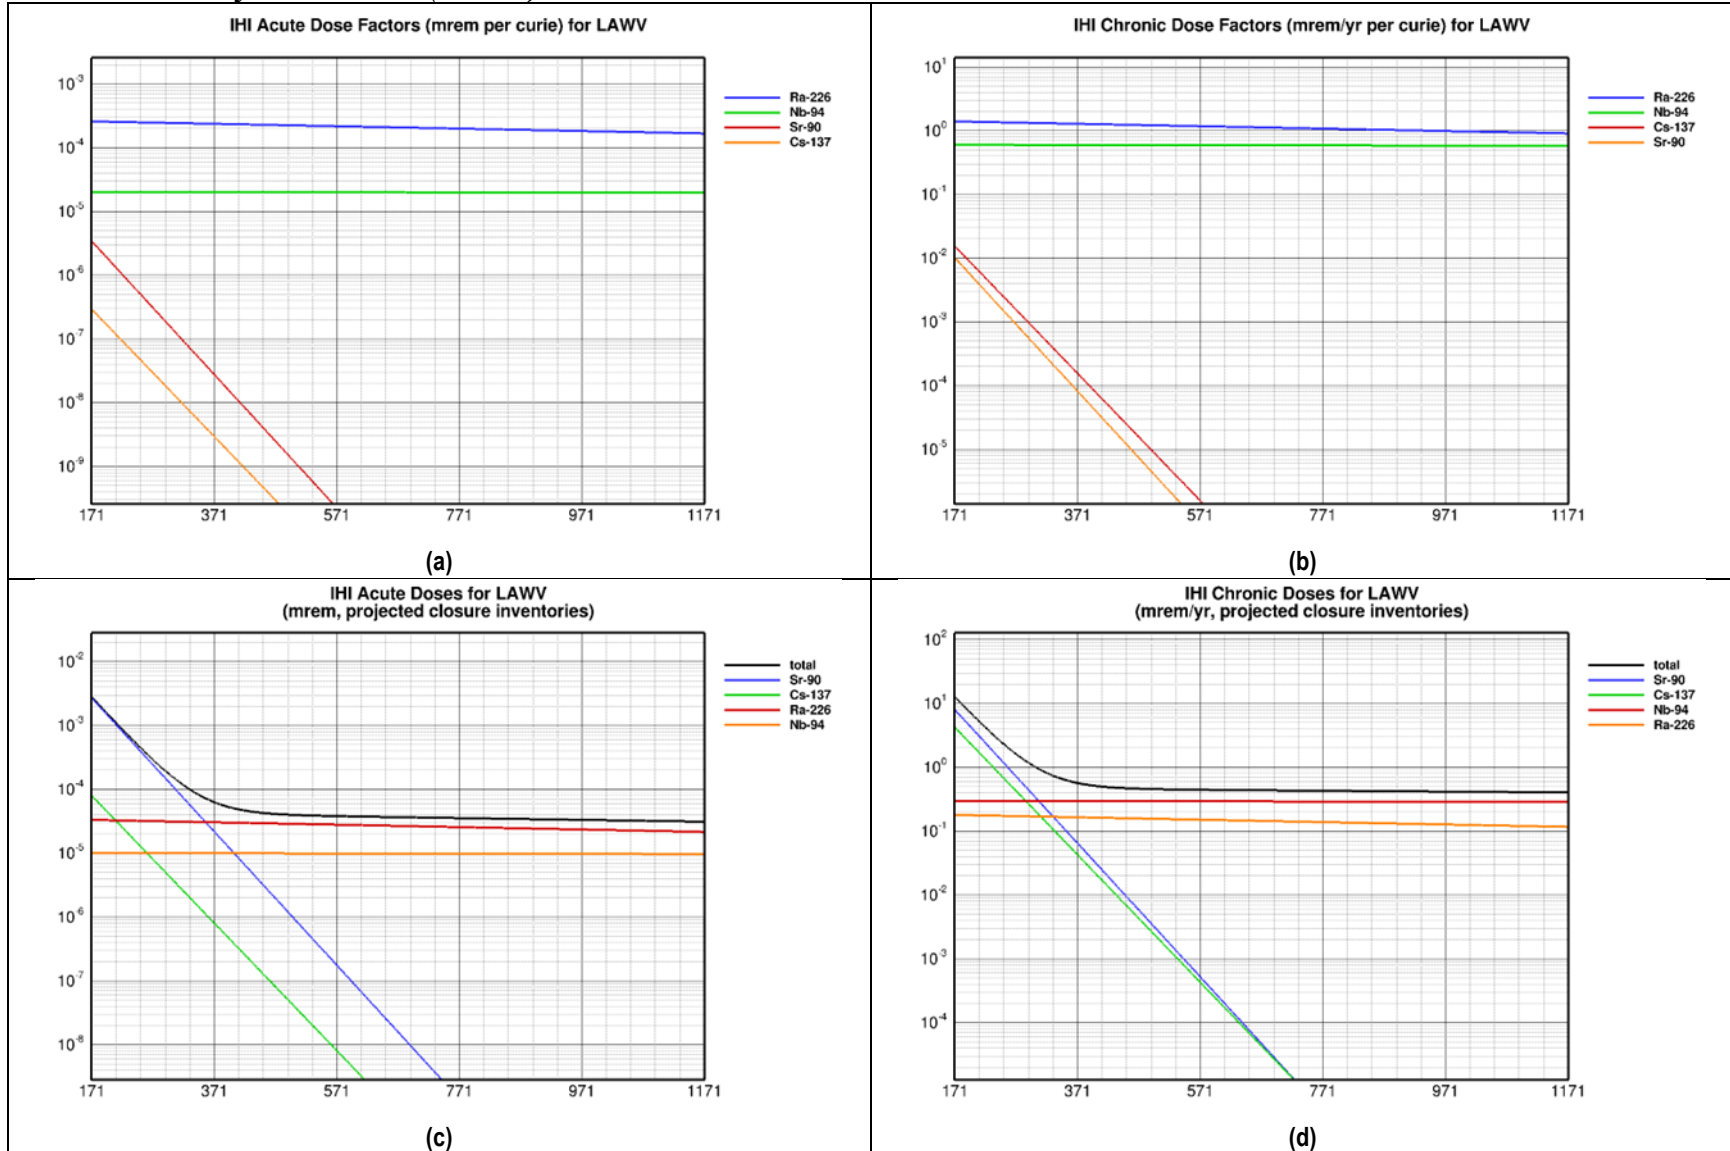 IHI Acute Dose Factors (mrem per curie) for LAWV
10-3
10-4
10-5
10-6
10-7
10-8
10-9
171 371 571 771 971 1171
Ra-226
Nb-94
Sr-90
Cs-137
(a)
IHI Chronic Dose Factors (mrem/yr per curie) for LAWV
101
100
10-1
10-2
10-3
10-4
10-5
171 371 571 771 971 1171
Ra-226
Nb-94
Cs-137
Sr-90
(b)
IHI Acute Doses for LAWV
(mrem, projected closure inventories)
10-2
10-3
10-4
10-5
10-6
10-7
10-8
171 371 571 771 971 1171
total
Sr-90
Cs-137
Ra-226
Nb-94
(c)
IHI Chronic Doses for LAWV
(mrem/yr, projected closure inventories)
102
101
100
10-1
10-2
10-3
10-4
171 371 571 771 971 1171
total
Sr-90
Cs-137
Nb-94
Ra-226
(d)